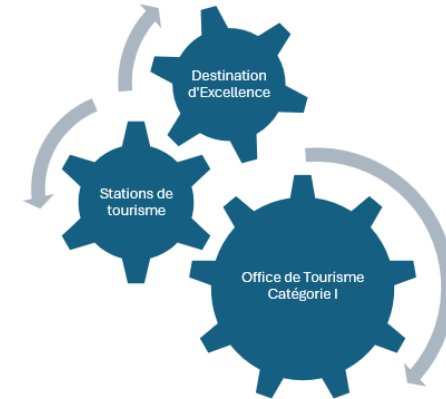 Destination
d'Excellence
Stations de
tourisme
Office de Tourisme
Catégorie I